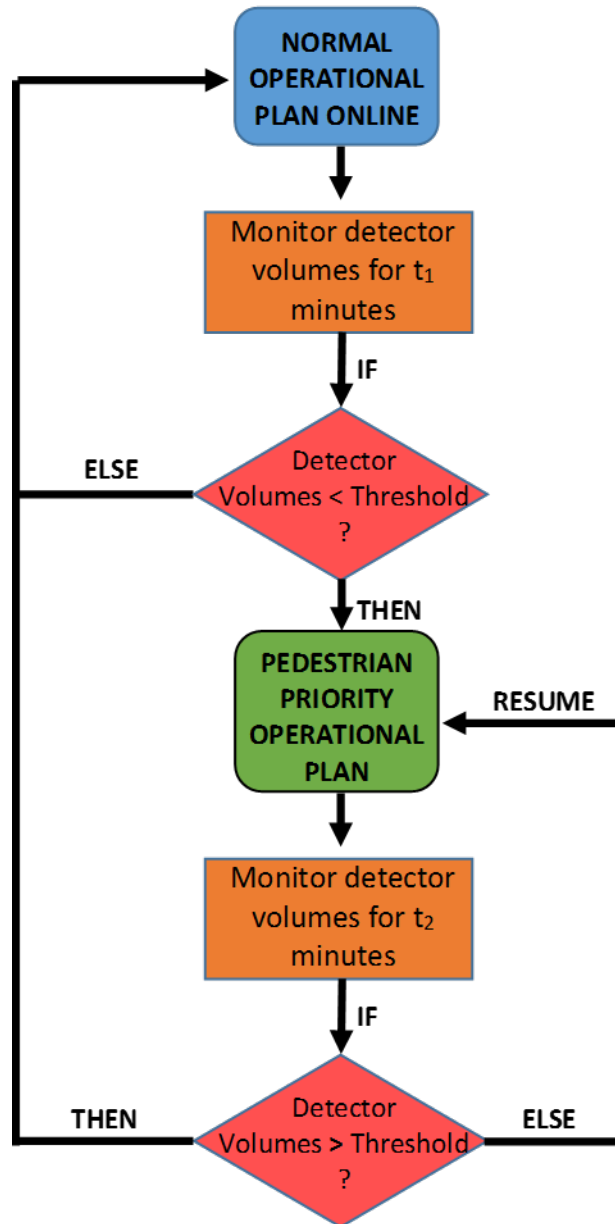 NORMAL
OPERATIONAL
PLAN ONLINE
Monitor detector
volumes for t₁
minutes
IF
ELSE
Detector
Volumes < Threshold
?
THEN
PEDESTRIAN
PRIORITY
OPERATIONAL
PLAN
RESUME
Monitor detector
volumes for t₂
minutes
IF
THEN
Detector
Volumes > Threshold
?
ELSE